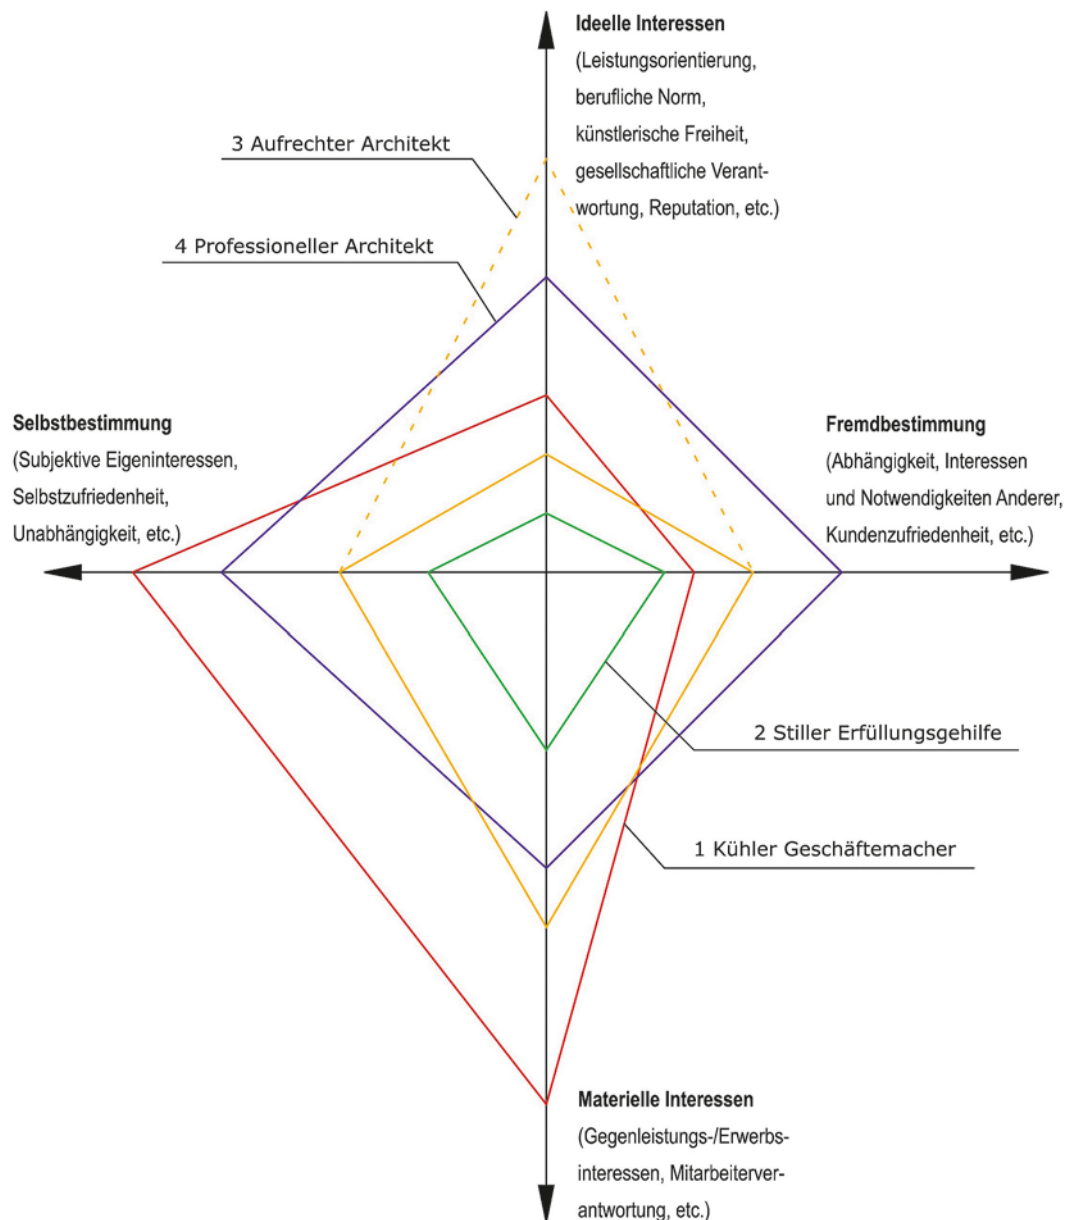 Ideelle Interessen
(Leistungsorientierung,
berufliche Norm,
künstlerische Freiheit,
gesellschaftliche Verant-
wortung, Reputation, etc.)
3 Aufrechter Architekt
4 Professioneller Architekt
Selbstbestimmung
(Subjektive Eigeninteressen,
Selbstzufriedenheit,
Unabhängigkeit, etc.)
Fremdbestimmung
(Abhängigkeit, Interessen
und Notwendigkeiten Anderer,
Kundenzufriedenheit, etc.)
2 Stiller Erfüllungsgehilfe
1 Kühler Geschäftemacher
Materielle Interessen
(Gegenleistungs-/Erwerbs-
interessen, Mitarbeiterver-
antwortung, etc.)